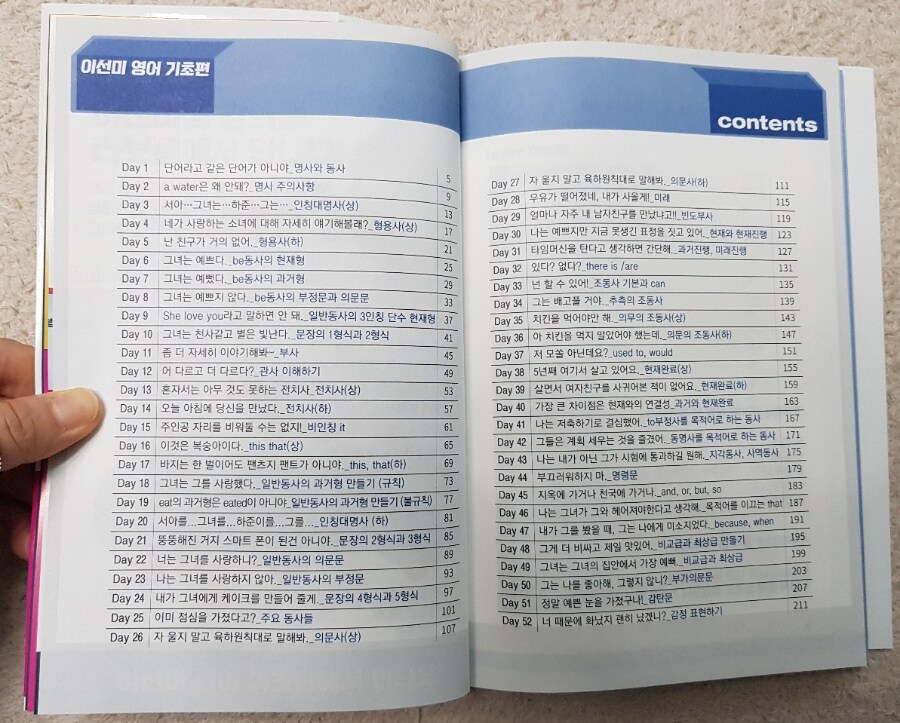 이선미 영어 기초편
Day 1 단어라고 같은 단어가 아니야_명사와 동사 5
Day 2 a water은 왜 안돼?_명사 주의사항 9
Day 3 서아…그녀는…하준…그는…_인칭대명사(상) 13
Day 4 네가 사랑하는 소녀에 대해 자세히 얘기해볼래?_형용사(상) 17
Day 5 난 친구가 거의 없어_형용사(하) 21
Day 6 그녀는 예쁘다_be동사의 현재형 25
Day 7 그녀는 예뻤다_be동사의 과거형 29
Day 8 그녀는 예쁘지 않다_be동사의 부정문과 의문문 33
Day 9 She love you라고 말하면 안 돼_일반동사의 3인칭 단수 현재형 37
Day 10 그녀는 천사같고 별은 빛난다_문장의 1형식과 2형식 41
Day 11 좀 더 자세히 이야기해봐~_부사 45
Day 12 어 다르고 더 다르다?_관사 이해하기 49
Day 13 혼자서는 아무 것도 못하는 전치사_전치사(상) 53
Day 14 오늘 아침에 당신을 만났다_전치사(하) 57
Day 15 주인공 자리를 비워둘 수는 없지!_비인칭 it 61
Day 16 이것은 복숭아이다_this that(상) 65
Day 17 바지는 한 벌이어도 팬츠지 팬트가 아니야_this, that(하) 69
Day 18 그녀는 그를 사랑했다_일반동사의 과거형 만들기 (규칙) 73
Day 19 eat의 과거형은 eated이 아니야_일반동사의 과거형 만들기 (불규칙) 77
Day 20 서아를…그녀를…하준이를…그를…_인칭대명사 (하) 81
Day 21 뚱뚱해진 거지 스마트 폰이 된건 아니야_문장의 2형식과 3형식 85
Day 22 너는 그녀를 사랑하니?_일반동사의 의문문 89
Day 23 나는 그녀를 사랑하지 않아_일반동사의 부정문 93
Day 24 내가 그녀에게 케이크를 만들어 줄게_문장의 4형식과 5형식 97
Day 25 이미 점심을 가졌다고?_주요 동사들 101
Day 26 자 울지 말고 육하원칙대로 말해봐_의문사(상) 107
contents
Day 27 자 울지 말고 육하원칙대로 말해봐_의문사(하) 111
Day 28 우유가 떨어졌네, 내가 사올게!_미래 115
Day 29 얼마나 자주 내 남자친구를 만났냐고!!_빈도부사 119
Day 30 나는 예쁘지만 지금 못생긴 표정을 짓고 있어_현재와 현재진행 123
Day 31 타임머신을 탄다고 생각하면 간단해_과거진행, 미래진행 127
Day 32 있다? 없다?_there is /are 131
Day 33 넌 할 수 있어!_조동사 기본과 can 135
Day 34 그는 배고플 거야_추측의 조동사 139
Day 35 치킨을 먹어야만 해_의무의 조동사(상) 143
Day 36 아 치킨을 먹지 말았어야 했는데_의문의 조동사(하) 147
Day 37 저 모쏠 아닌데요?_used to, would 151
Day 38 5년째 여기서 살고 있어요_현재완료(상) 155
Day 39 살면서 여자친구를 사귀어본 적이 없어요_현재완료(하) 159
Day 40 가장 큰 차이점은 현재와의 연결성_과거와 현재완료 163
Day 41 나는 저축하기로 결심했어_to부정사를 목적어로 하는 동사 167
Day 42 그들은 계획 세우는 것을 즐겼어_동명사를 목적어로 하는 동사 171
Day 43 나는 내가 아닌 그가 시험에 통과하길 원해_지각동사, 사역동사 175
Day 44 부끄러워하지 마_명령문 179
Day 45 지옥에 가거나 천국에 가거나_and, or, but, so 183
Day 46 나는 그녀가 그와 헤어져야한다고 생각해_목적어를 이끄는 that 187
Day 47 내가 그를 봤을 때, 그는 나에게 미소지었다_because, when 191
Day 48 그게 더 비싸고 제일 맛있어_비교급과 최상급 만들기 195
Day 49 그녀는 그녀의 집안에서 가장 예뻐_비교급과 최상급 199
Day 50 그는 나를 좋아해, 그렇지 않니?_부가의문문 203
Day 51 정말 예쁜 눈을 가졌구나!_감탄문 207
Day 52 너 때문에 화났지 괜히 났겠니?_감정 표현하기 211